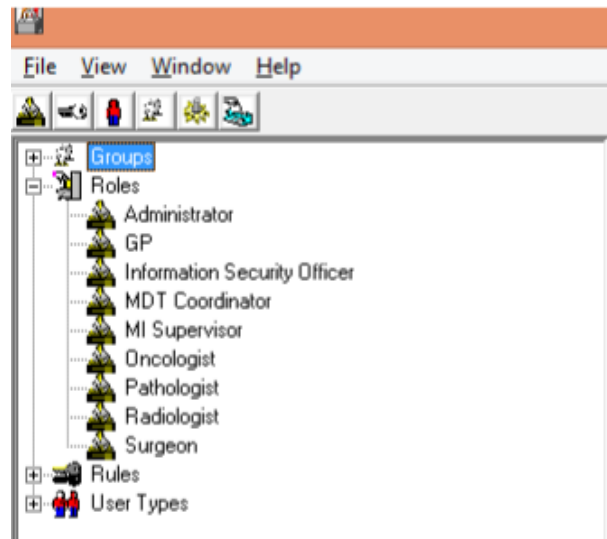 File View Window Help
Groups
Roles
Administrator
GP
Information Security Officer
MDT Coordinator
MI Supervisor
Oncologist
Pathologist
Radiologist
Surgeon
Rules
User Types